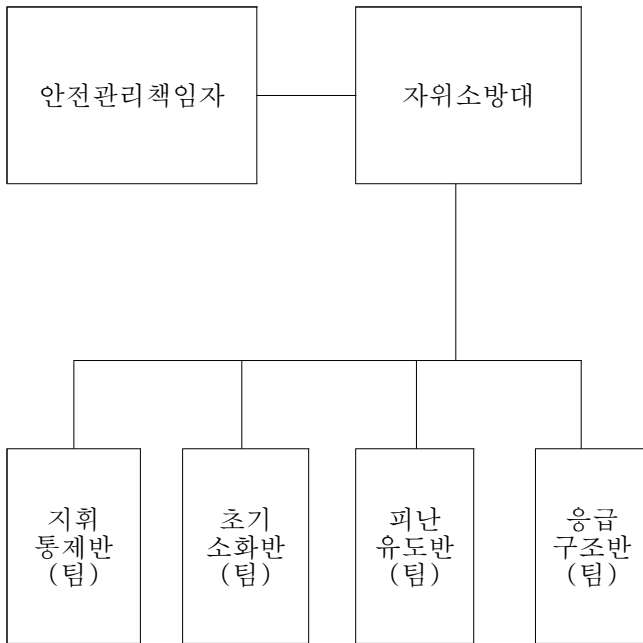 안전관리책임자
자위소방대
지휘
통제반
(팀)
초기
소화반
(팀)
피난
유도반
(팀)
응급
구조반
(팀)